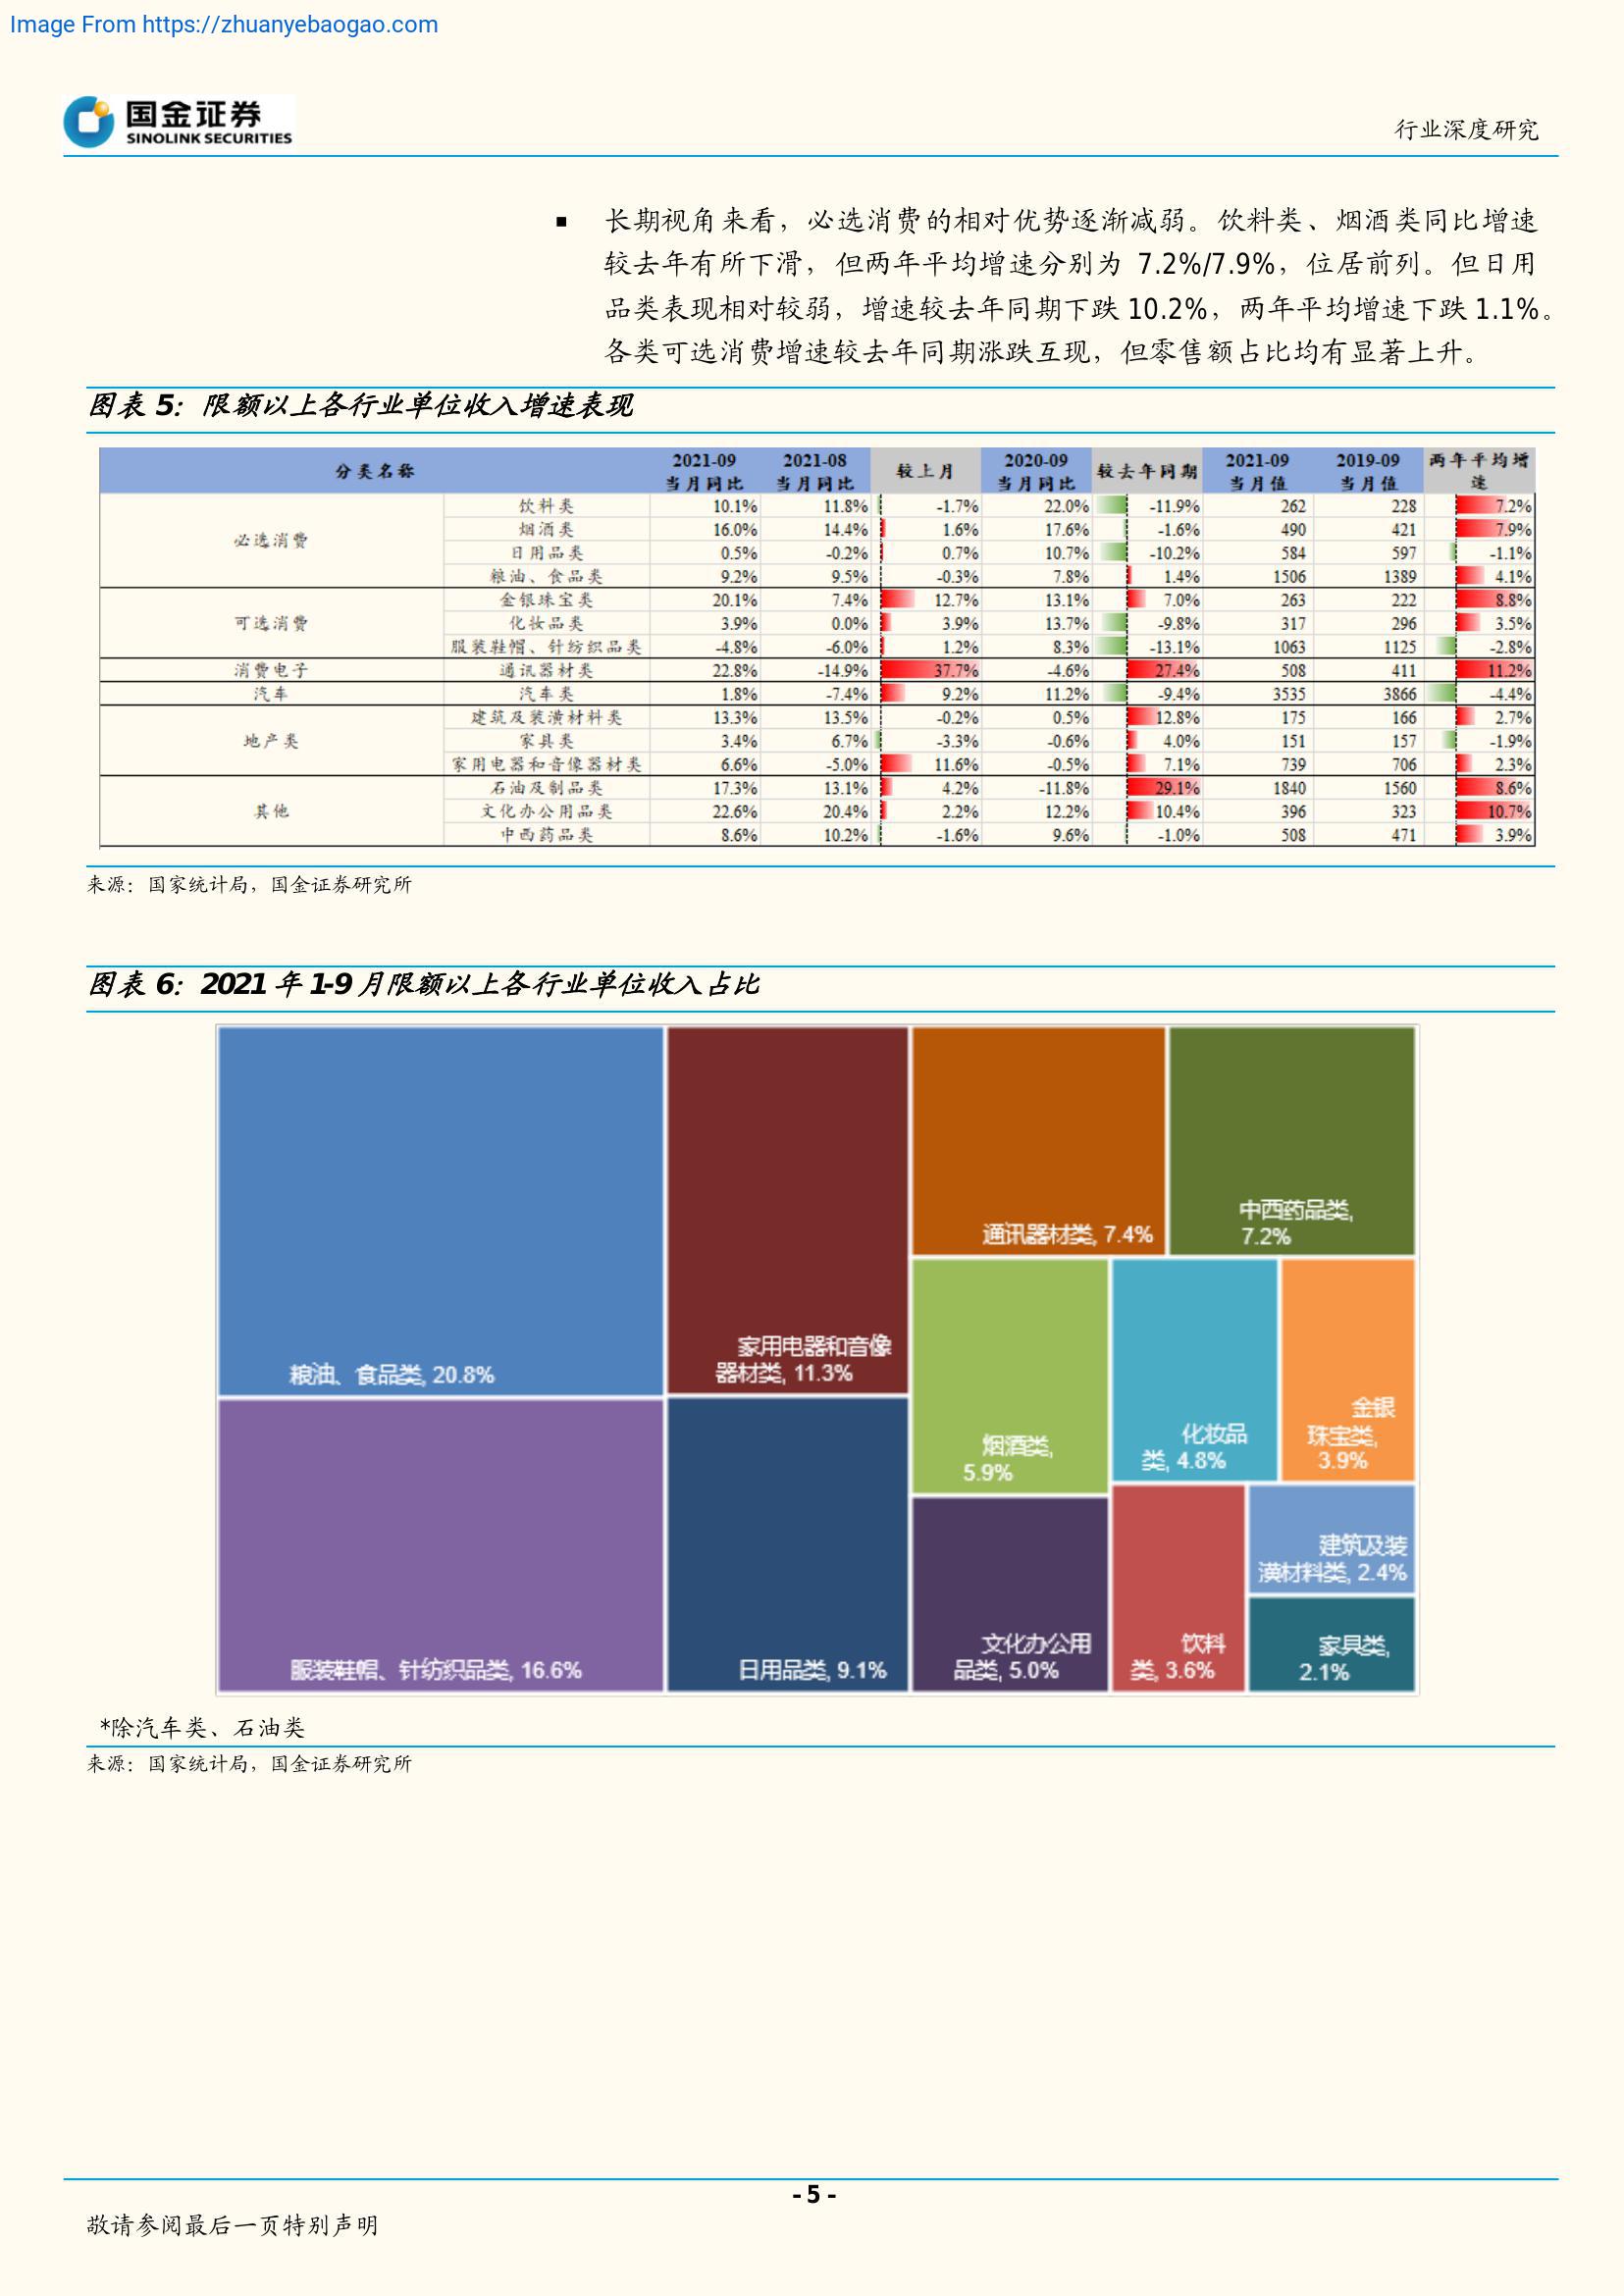 Image From https://zhuanyebaogao.com
国金证券
SINOLINK SECURITIES
行业深度研究
■ 长期视角来看，必选消费的相对优势逐渐减弱。饮料类、烟酒类同比增速
较去年有所下滑，但两年平均增速分别为 7.2%/7.9%，位居前列。但日用
品类表现相对较弱，增速较去年同期下跌 10.2%，两年平均增速下跌 1.1%。
各类可选消费增速较去年同期涨跌互现，但零售额占比均有显著上升。
图表 5：限额以上各行业单位收入增速表现
分类名称 2021-09 当月同比 2021-08 当月同比 较上月 2020-09 当月同比 较去年同期 2021-09 当月值 2019-09 当月值 两年平均增速
必选消费 饮料类 10.1% 11.8% -1.7% 22.0% -11.9% 262 228 7.2%
烟酒类 16.0% 14.4% 1.6% 17.6% -1.6% 490 421 7.9%
日用品类 0.5% -0.2% 0.7% 10.7% -10.2% 584 597 -1.1%
粮油、食品类 9.2% 9.5% -0.3% 7.8% 1.4% 1506 1389 4.1%
可选消费 金银珠宝类 20.1% 7.4% 12.7% 13.1% 7.0% 263 222 8.8%
化妆品类 3.9% 0.0% 3.9% 13.7% -9.8% 317 296 3.5%
服装鞋帽、针纺织品类 -4.8% -6.0% 1.2% 8.3% -13.1% 1063 1125 -2.8%
消费电子 通讯器材类 22.8% -14.9% 37.7% -4.6% 27.4% 508 411 11.2%
汽车 汽车类 1.8% -7.4% 9.2% 11.2% -9.4% 3535 3866 -4.4%
地产类 建筑及装潢材料类 13.3% 13.5% -0.2% 0.5% 12.8% 175 166 2.7%
家具类 3.4% 6.7% -3.3% -0.6% 4.0% 151 157 -1.9%
家用电器和音像器材类 6.6% -5.0% 11.6% -0.5% 7.1% 739 706 2.3%
其他 石油及制品类 17.3% 13.1% 4.2% -11.8% 29.1% 1840 1560 8.6%
文化办公用品类 22.6% 20.4% 2.2% 12.2% 10.4% 396 323 10.7%
中西药品类 8.6% 10.2% -1.6% 9.6% -1.0% 508 471 3.9%
来源：国家统计局，国金证券研究所
图表 6：2021 年 1-9 月限额以上各行业单位收入占比
粮油、食品类, 20.8%
服装鞋帽、针纺织品类, 16.6%
家用电器和音像
器材类, 11.3%
日用品类, 9.1%
通讯器材类, 7.4%
中西药品类,
7.2%
烟酒类,
5.9%
化妆品
类, 4.8%
金银
珠宝类,
3.9%
文化办公用
品类, 5.0%
饮料
类, 3.6%
建筑及装
潢材料类, 2.4%
家具类,
2.1%
*除汽车类、石油类
来源：国家统计局，国金证券研究所
- 5 -
敬请参阅最后一页特别声明